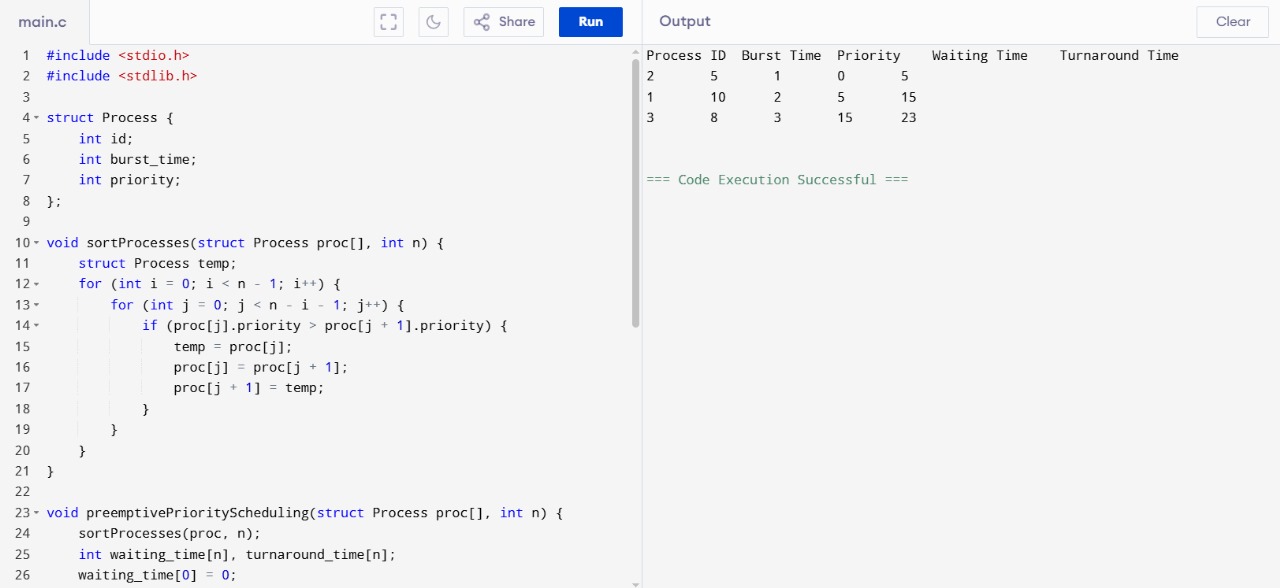 main.c Share Run
1 #include <stdio.h>
2 #include <stdlib.h>
3
4 struct Process {
5     int id;
6     int burst_time;
7     int priority;
8 };
9
10 void sortProcesses(struct Process proc[], int n) {
11     struct Process temp;
12     for (int i = 0; i < n - 1; i++) {
13         for (int j = 0; j < n - i - 1; j++) {
14             if (proc[j].priority > proc[j + 1].priority) {
15                 temp = proc[j];
16                 proc[j] = proc[j + 1];
17                 proc[j + 1] = temp;
18             }
19         }
20     }
21 }
22
23 void preemptivePriorityScheduling(struct Process proc[], int n) {
24     sortProcesses(proc, n);
25     int waiting_time[n], turnaround_time[n];
26     waiting_time[0] = 0;
Output Clear
Process ID  Burst Time  Priority    Waiting Time    Turnaround Time
2       5       1       0       5
1       10      2       5       15
3       8       3       15      23
=== Code Execution Successful ===